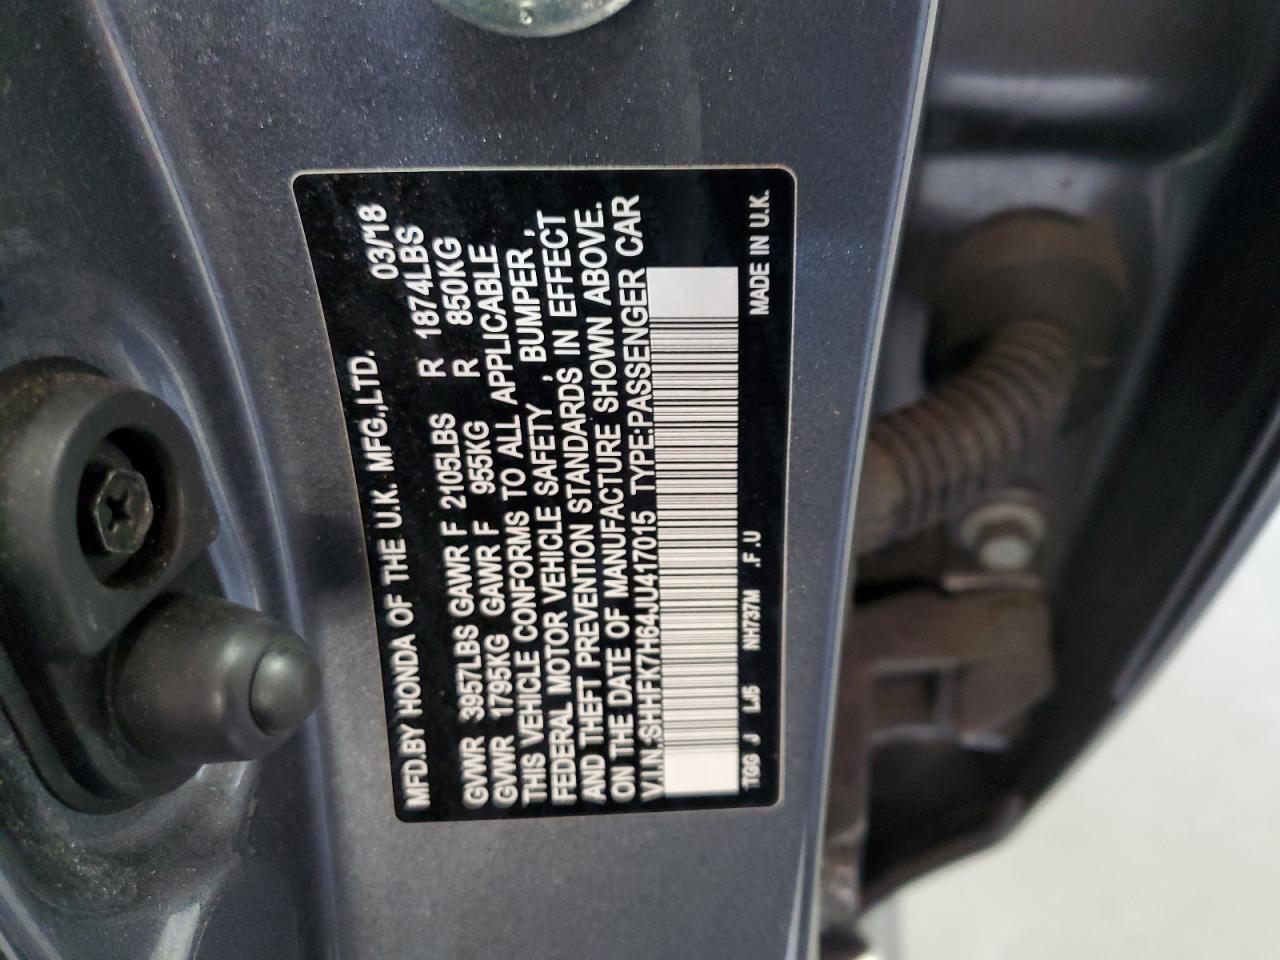 MFD.BY HONDA OF THE U.K. MFG.,LTD. 03/18
GVWR 3957LBS GAWR F 2105LBS R 1874LBS
GVWR 1795KG GAWR F 955KG R 850KG
THIS VEHICLE CONFORMS TO ALL APPLICABLE
FEDERAL MOTOR VEHICLE SAFETY , BUMPER ,
AND THEFT PREVENTION STANDARDS IN EFFECT
ON THE DATE OF MANUFACTURE SHOWN ABOVE.
V.I.N.:SHHFK7H64JU417015 TYPE:PASSENGER CAR
TGG J LJ5 NH737M .F.U MADE IN U.K.